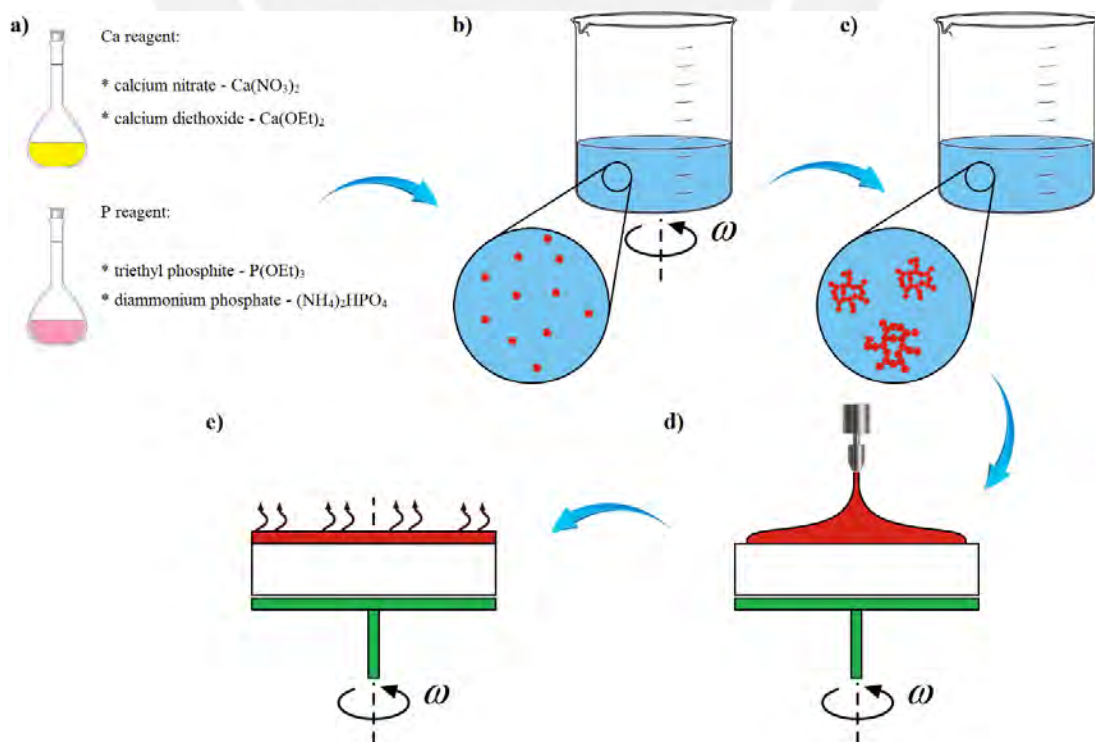 a)
Ca reagent:
* calcium nitrate - Ca(NO₃)₂
* calcium diethoxide - Ca(OEt)₂
P reagent:
* triethyl phosphite - P(OEt)₃
* diammonium phosphate - (NH₄)₂HPO₄
b)
ω
c)
d)
ω
e)
ω